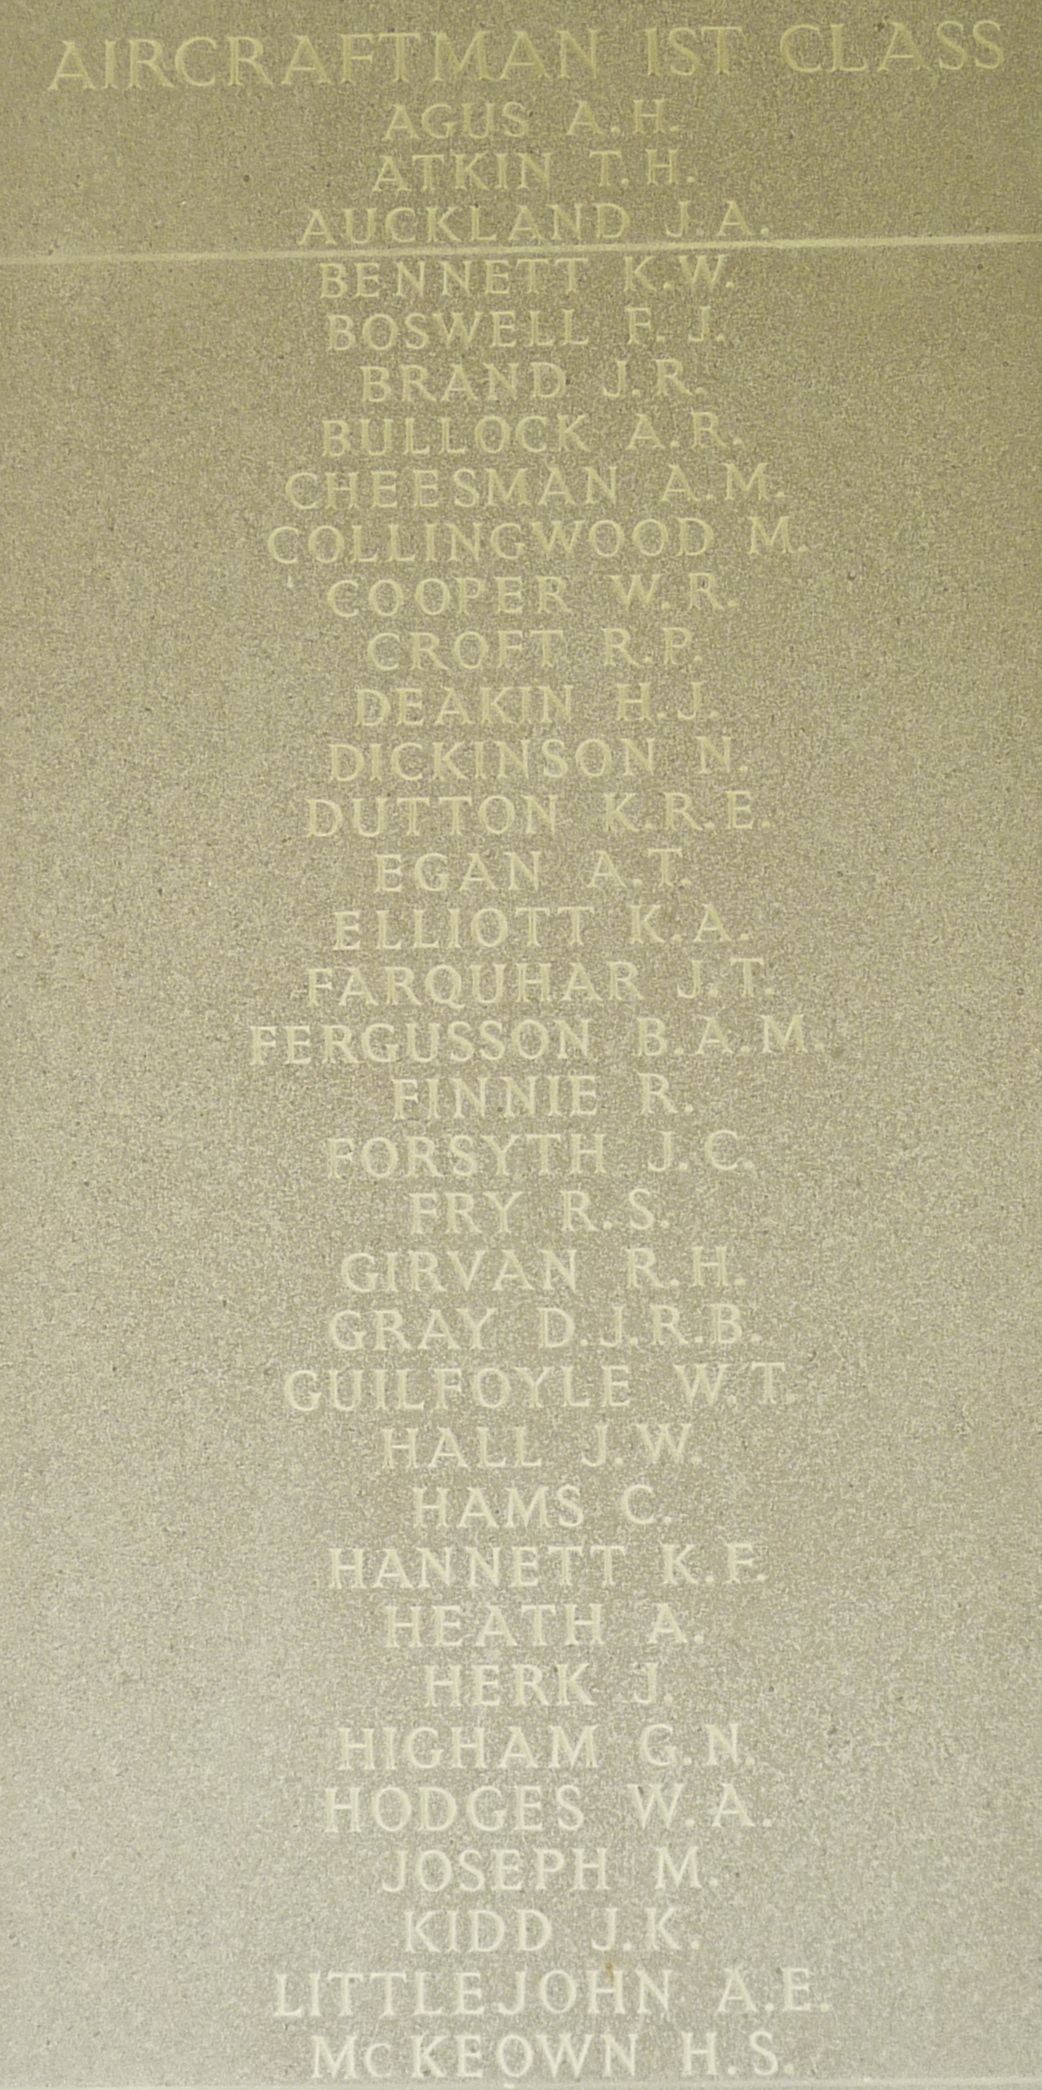 AIRCRAFTMAN 1ST CLASS
AGUS A.H.
ATKIN T.H.
AUCKLAND J.A.
BENNETT K.W.
BOSWELL F.J.
BRAND J.R.
BULLOCK A.R.
CHEESMAN A.M.
COLLINGWOOD M.
COOPER W.R.
CROFT R.P.
DEAKIN H.J.
DICKINSON N.
DUTTON K.R.E.
EGAN A.T.
ELLIOTT K.A.
FARQUHAR J.T.
FERGUSSON B.A.M.
FINNIE R.
FORSYTH J.C.
FRY R.S.
GIRVAN R.H.
GRAY D.J.R.B.
GUILFOYLE W.T.
HALL J.W.
HAMS C.
HANNETT K.F.
HEATH A.
HERK J.
HIGHAM G.N.
HODGES W.A.
JOSEPH M.
KIDD J.K.
LITTLEJOHN A.E.
McKEOWN H.S.